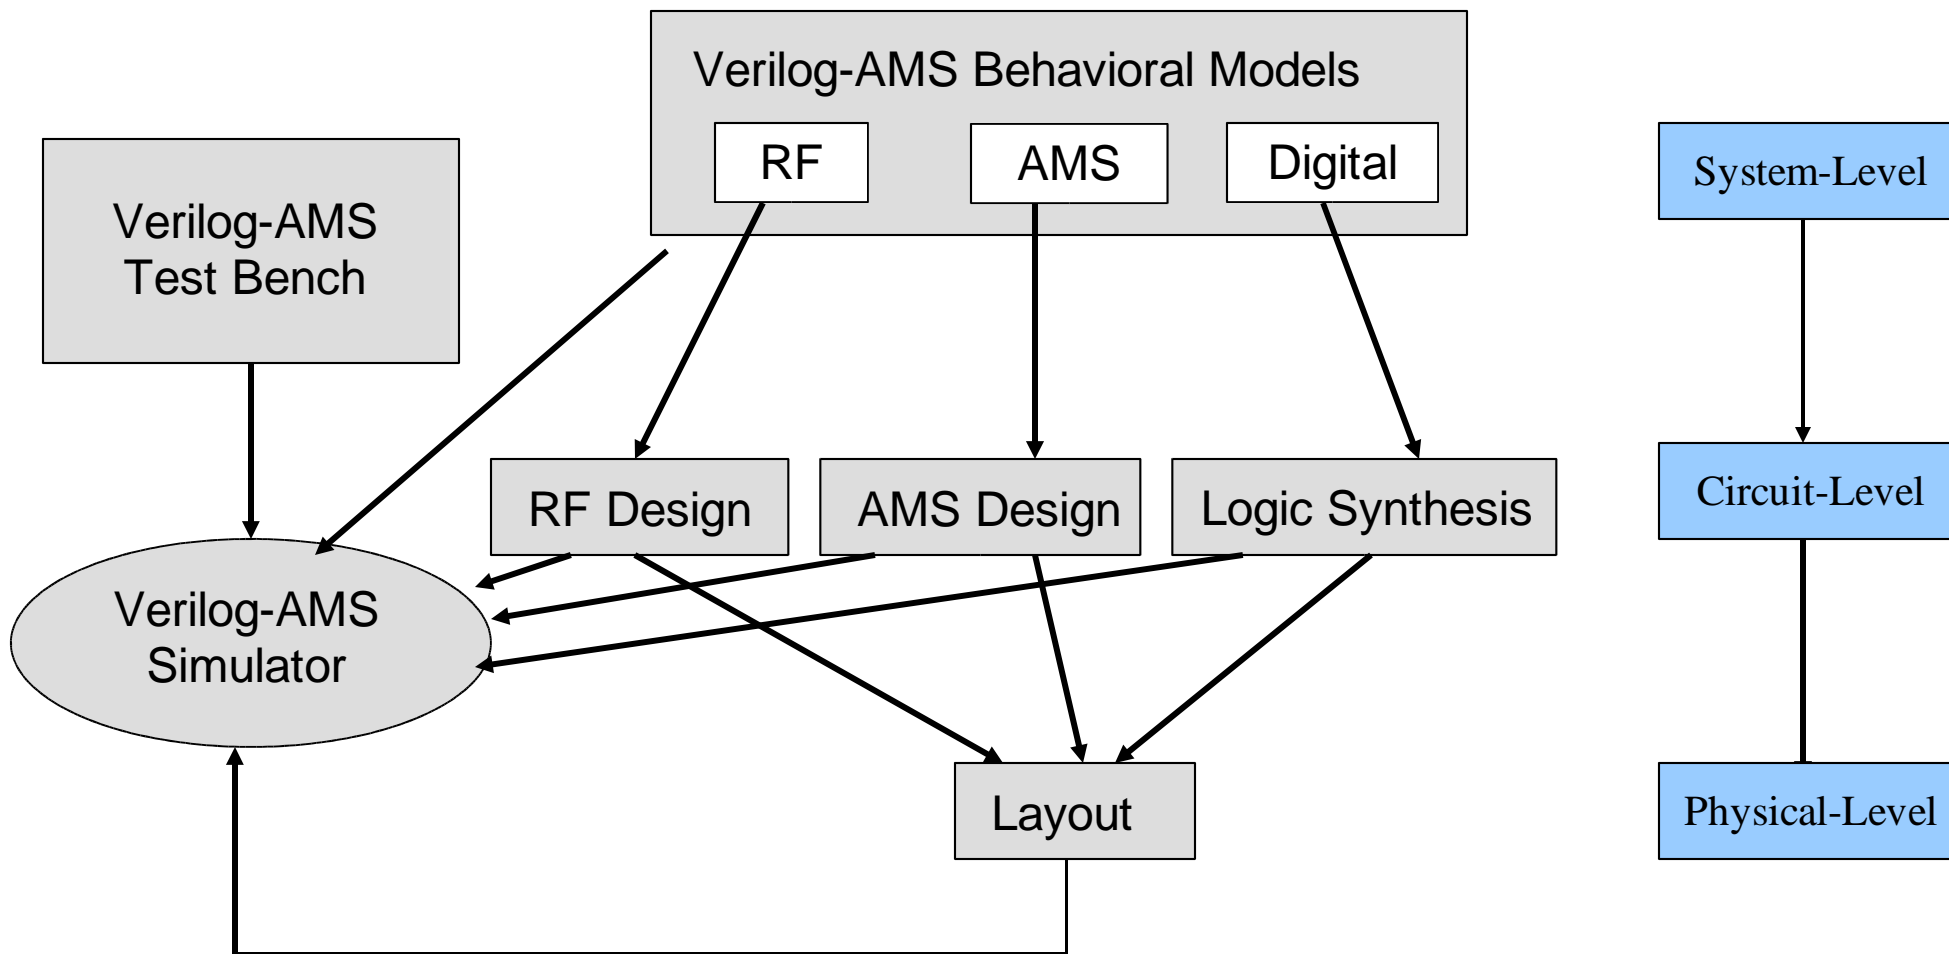 Verilog-AMS Behavioral Models
RF
AMS
Digital
System-Level
Verilog-AMS
Test Bench
RF Design
AMS Design
Logic Synthesis
Circuit-Level
Verilog-AMS
Simulator
Layout
Physical-Level